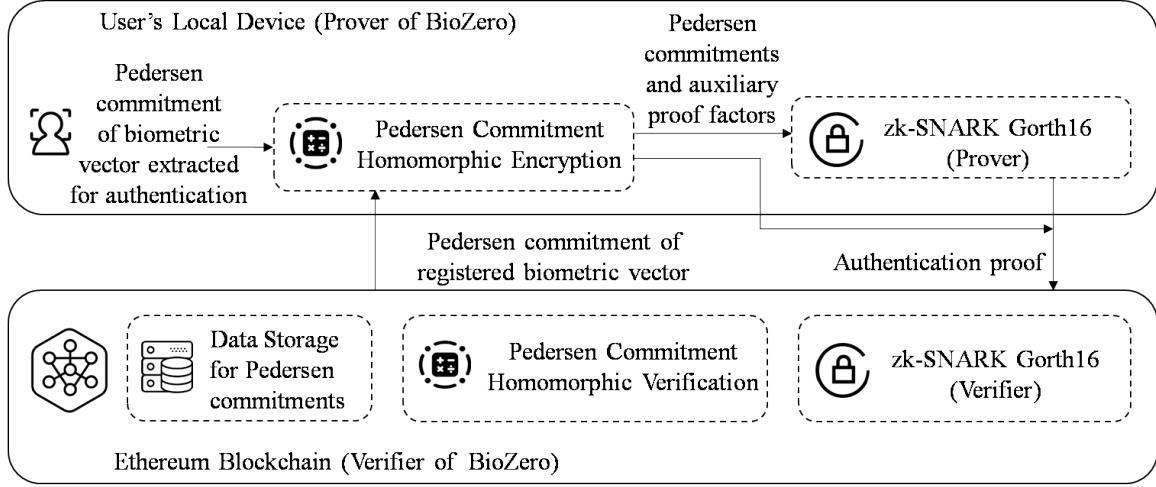 User's Local Device (Prover of BioZero)
Pedersen
commitment
of biometric
vector extracted
for authentication
Pedersen Commitment
Homomorphic Encryption
Pedersen
commitments
and auxiliary
proof factors
zk-SNARK Gorth16
(Prover)
Pedersen commitment of
registered biometric vector
Authentication proof
Data Storage
for Pedersen
commitments
Pedersen Commitment
Homomorphic Verification
zk-SNARK Gorth16
(Verifier)
Ethereum Blockchain (Verifier of BioZero)